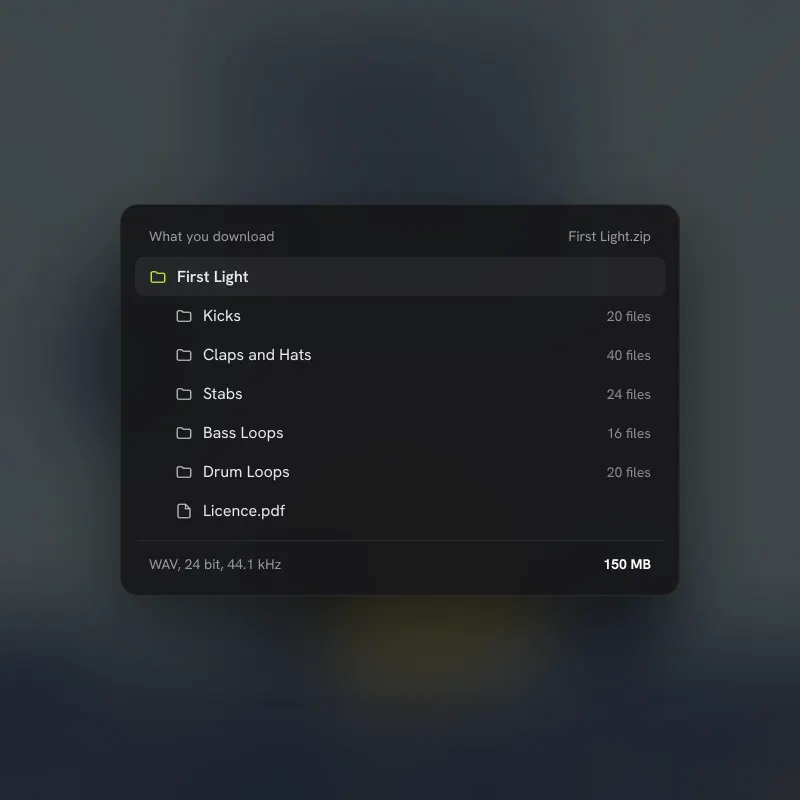 What you download First Light.zip
First Light
Kicks 20 files
Claps and Hats 40 files
Stabs 24 files
Bass Loops 16 files
Drum Loops 20 files
Licence.pdf
WAV, 24 bit, 44.1 kHz 150 MB